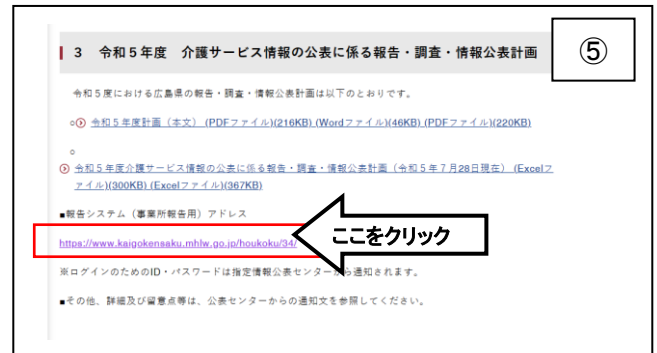 3 令和５年度 介護サービス情報の公表に係る報告・調査・情報公表計画
⑤
令和５度における広島県の報告・調査・情報公表計画は以下のとおりです。
○令和５年度計画（本文） (PDFファイル)(216KB) (Wordファイル)(46KB) (PDFファイル)(220KB)
○
令和５年度介護サービス情報の公表に係る報告・調査・情報公表計画（令和５年７月28日現在） (Excelフ
ァイル)(300KB) (Excelファイル)(367KB)
■報告システム（事業所報告用）アドレス
https://www.kaigokensaku.mhlw.go.jp/houkoku/34/
ここをクリック
※ログインのためのID・パスワードは指定情報公表センターから通知されます。
■その他、詳細及び留意点等は、公表センターからの通知文を参照してください。